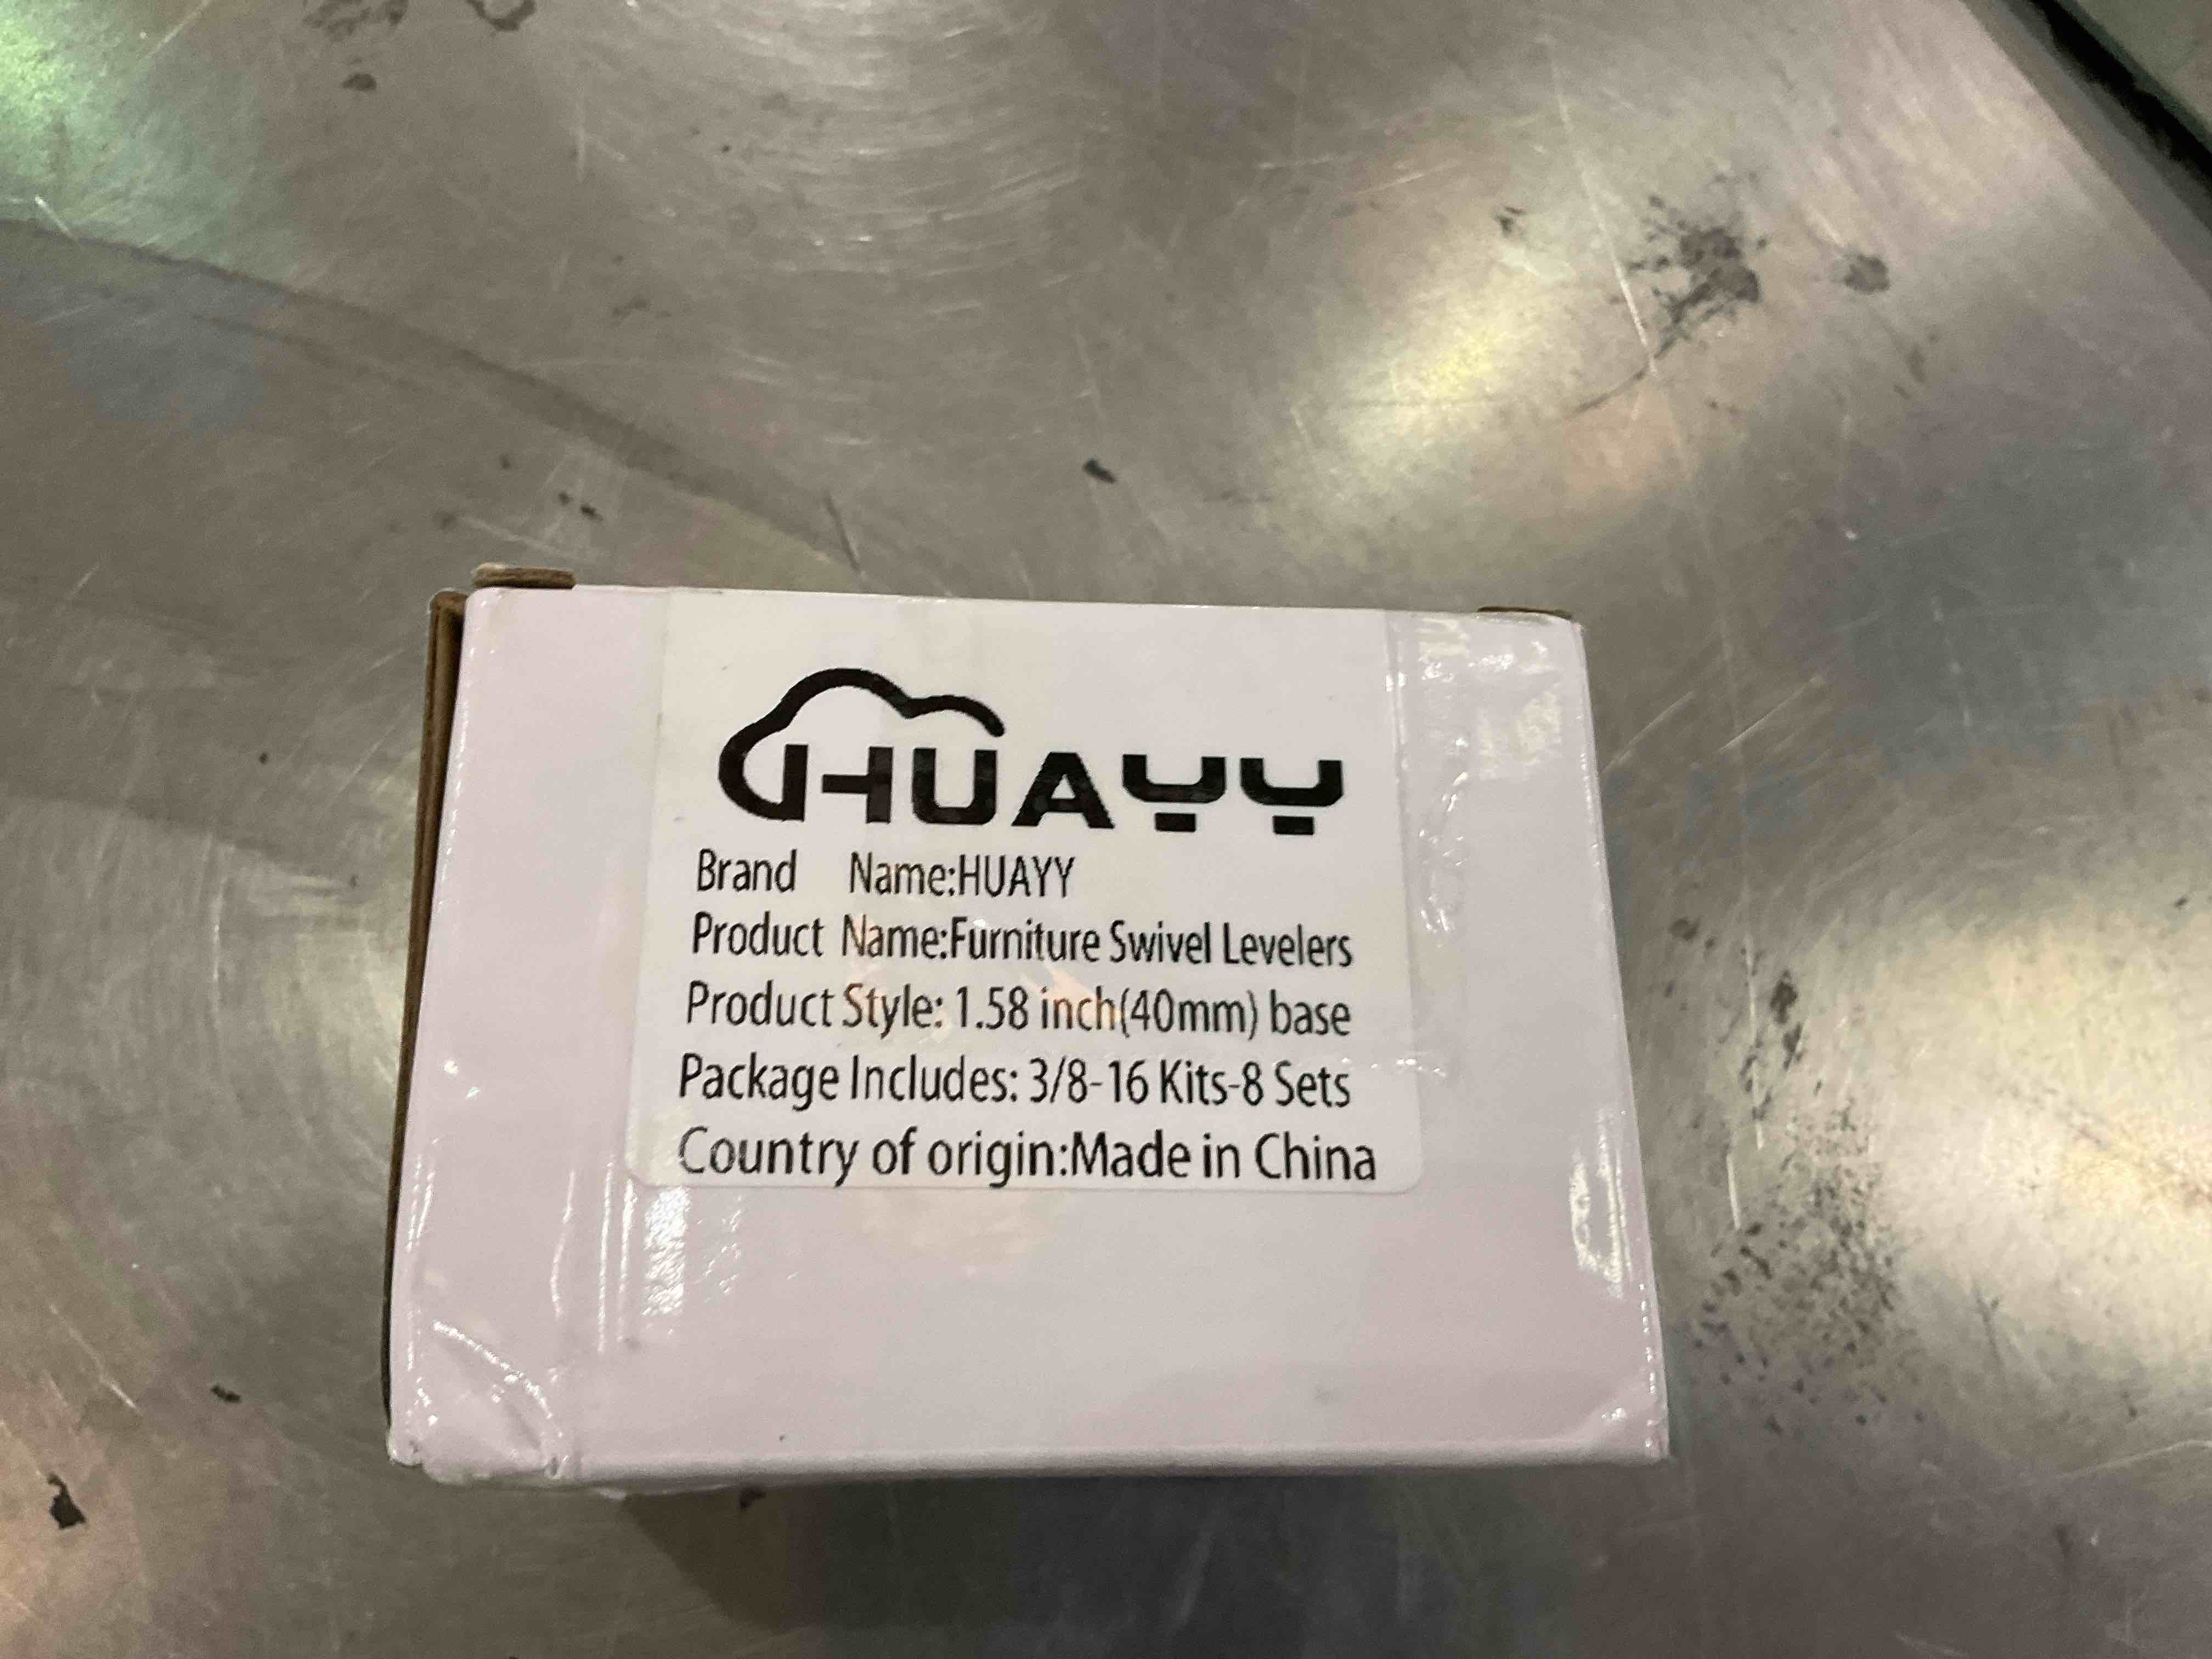 HUAYY
Brand Name:HUAYY
Product Name:Furniture Swivel Levelers
Product Style: 1.58 inch(40mm) base
Package Includes: 3/8-16 Kits-8 Sets
Country of origin:Made in China